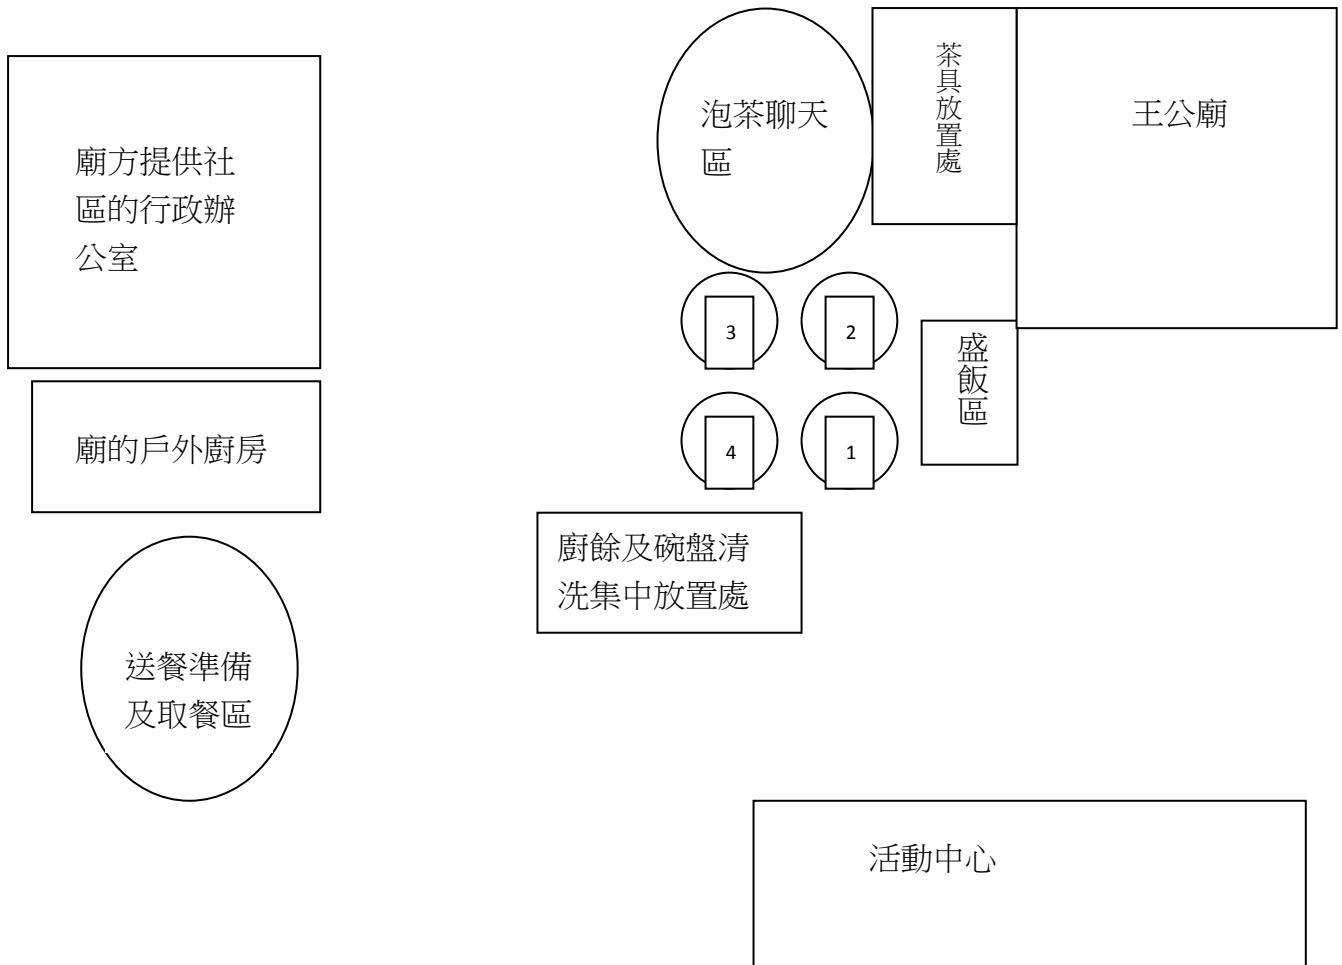 廟方提供社
區的行政辦
公室
泡茶聊天
區
茶具放置處
王公廟
3
2
盛飯區
廟的戶外廚房
4
1
廚餘及碗盤清
洗集中放置處
送餐準備
及取餐區
活動中心